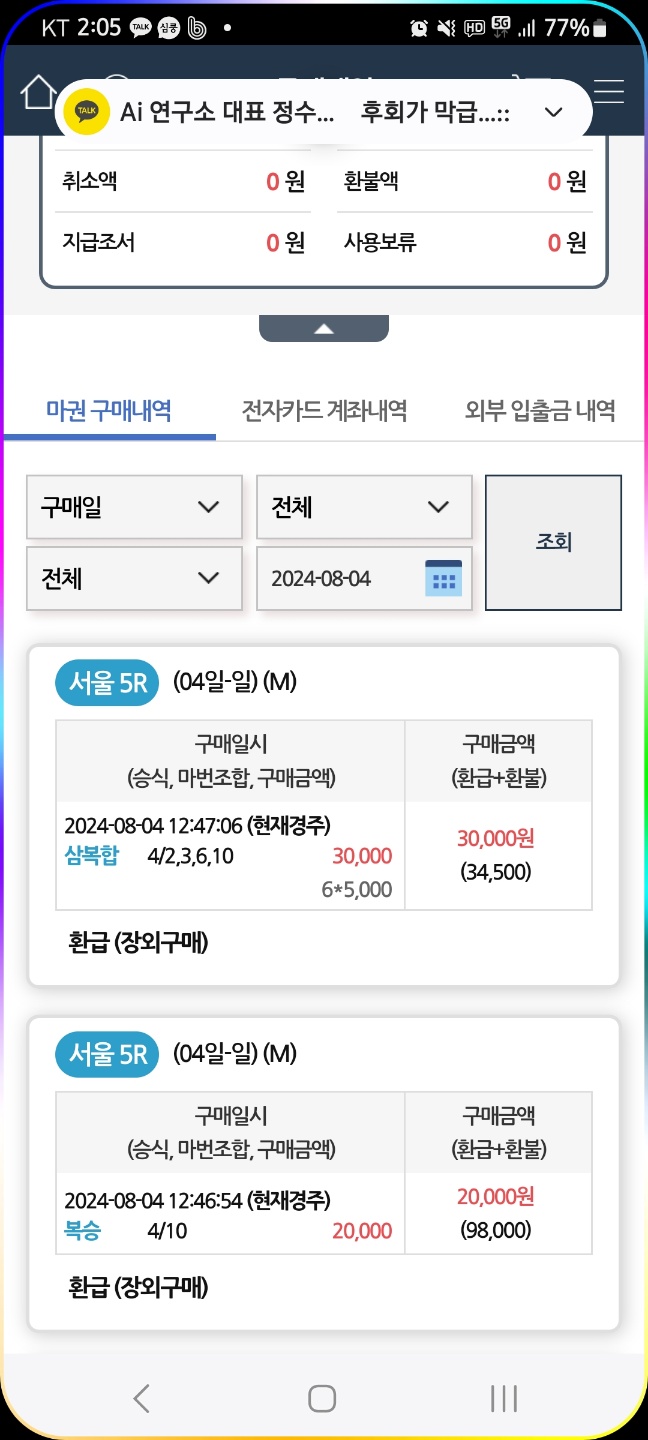 KT 2:05 TALK 심쿵 HD 5G 77%
TALK Ai 연구소 대표 정수... 후회가 막급...::
취소액 0 원 환불액 0 원
지급조서 0 원 사용보류 0 원
마권 구매내역 전자카드 계좌내역 외부 입출금 내역
구매일 전체 조회
전체 2024-08-04
서울 5R (04일-일) (M)
구매일시 구매금액
(승식, 마번조합, 구매금액) (환급+환불)
2024-08-04 12:47:06 (현재경주) 30,000원
삼복합 4/2,3,6,10 30,000 (34,500)
6*5,000
환급 (장외구매)
서울 5R (04일-일) (M)
구매일시 구매금액
(승식, 마번조합, 구매금액) (환급+환불)
2024-08-04 12:46:54 (현재경주) 20,000원
복승 4/10 20,000 (98,000)
환급 (장외구매)